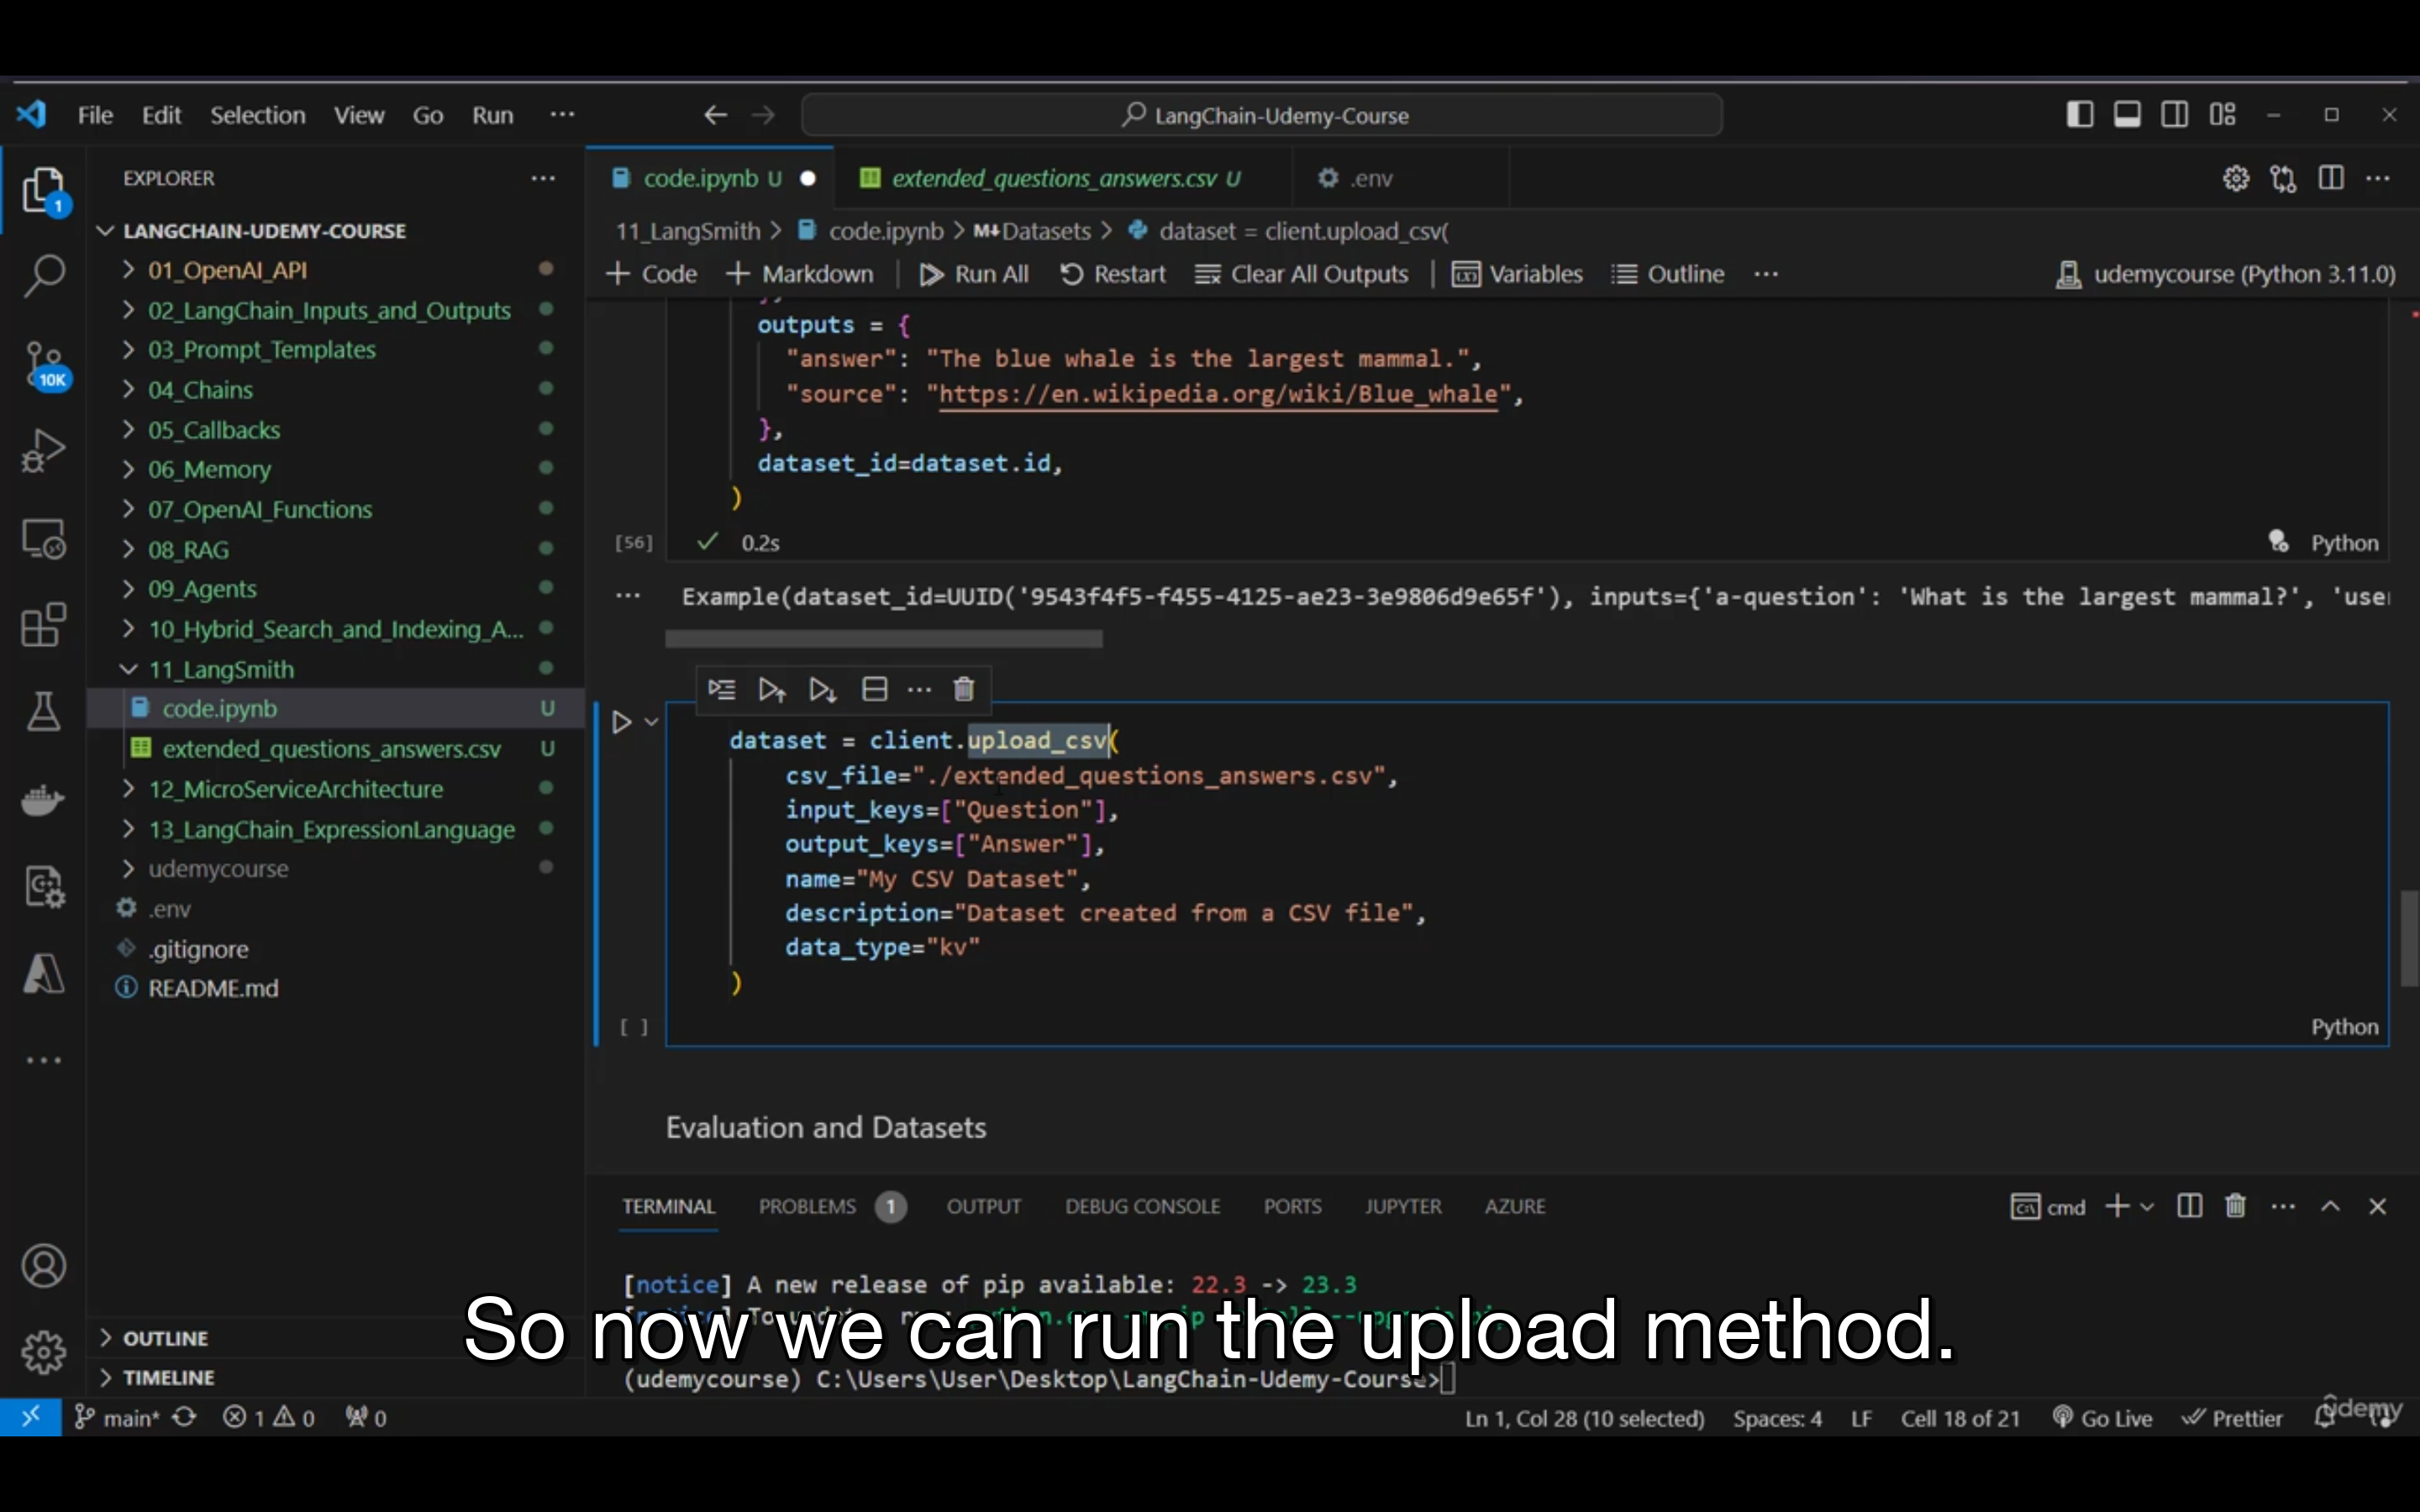 File Edit Selection View Go Run ··· LangChain-Udemy-Course
EXPLORER ···
1
10K
LANGCHAIN-UDEMY-COURSE
01_OpenAI_API
02_LangChain_Inputs_and_Outputs
03_Prompt_Templates
04_Chains
05_Callbacks
06_Memory
07_OpenAI_Functions
08_RAG
09_Agents
10_Hybrid_Search_and_Indexing_A...
11_LangSmith
code.ipynb U
extended_questions_answers.csv U
12_MicroServiceArchitecture
13_LangChain_ExpressionLanguage
udemycourse
.env
.gitignore
README.md
OUTLINE
TIMELINE
code.ipynb U extended_questions_answers.csv U .env
11_LangSmith > code.ipynb > M↓Datasets > dataset = client.upload_csv(
+ Code + Markdown | Run All Restart Clear All Outputs | Variables Outline ··· udemycourse (Python 3.11.0)
},
outputs = {
"answer": "The blue whale is the largest mammal.",
"source": "https://en.wikipedia.org/wiki/Blue_whale",
},
dataset_id=dataset.id,
)
[56] ✓ 0.2s Python
··· Example(dataset_id=UUID('9543f4f5-f455-4125-ae23-3e9806d9e65f'), inputs={'a-question': 'What is the largest mammal?', 'use
dataset = client.upload_csv(
csv_file="./extended_questions_answers.csv",
input_keys=["Question"],
output_keys=["Answer"],
name="My CSV Dataset",
description="Dataset created from a CSV file",
data_type="kv"
)
[ ] Python
Evaluation and Datasets
TERMINAL PROBLEMS 1 OUTPUT DEBUG CONSOLE PORTS JUPYTER AZURE cmd
[notice] A new release of pip available: 22.3 -> 23.3
So now we can run the upload method.
(udemycourse) C:\Users\User\Desktop\LangChain-Udemy-Course>
main* 1 0 0 Ln 1, Col 28 (10 selected) Spaces: 4 LF Cell 18 of 21 Go Live Prettier
udemy